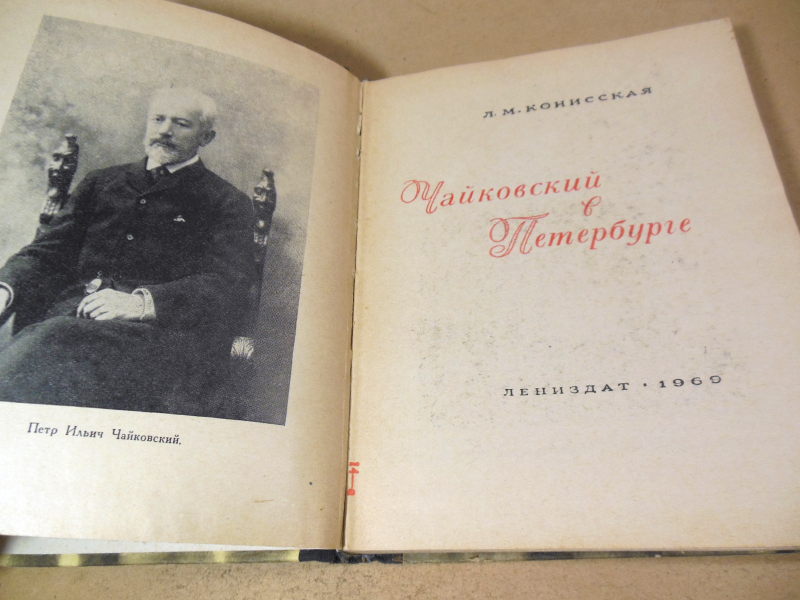 Петр Ильич Чайковский.
Л. М. КОНИССКАЯ
Чайковский
в
Петербурге
ЛЕНИЗДАТ · 1969